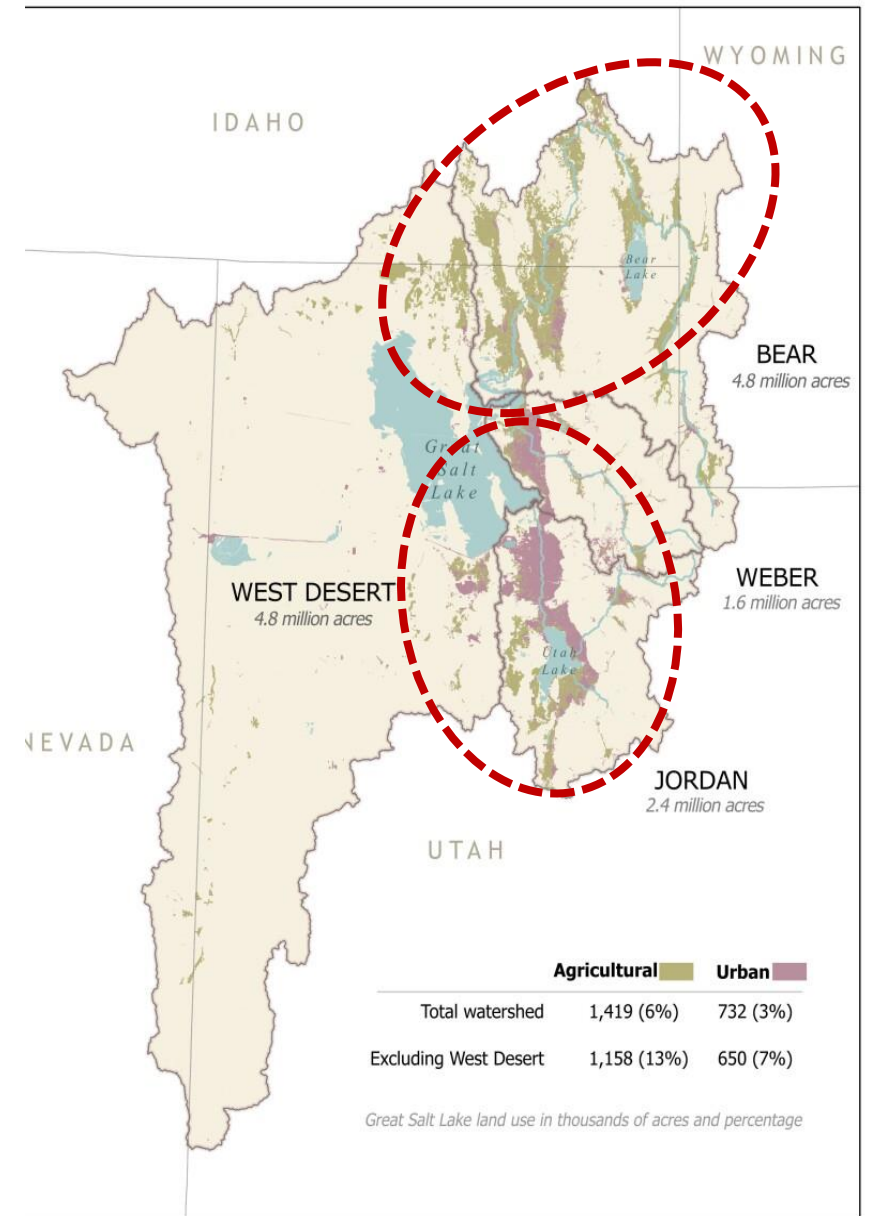 WYOMING
IDAHO
Bear
Lake
BEAR
4.8 million acres
Great
Salt
Lake
WEST DESERT
4.8 million acres
WEBER
1.6 million acres
Utah
Lake
NEVADA
JORDAN
2.4 million acres
UTAH
Agricultural Urban
Total watershed 1,419 (6%) 732 (3%)
Excluding West Desert 1,158 (13%) 650 (7%)
Great Salt Lake land use in thousands of acres and percentage